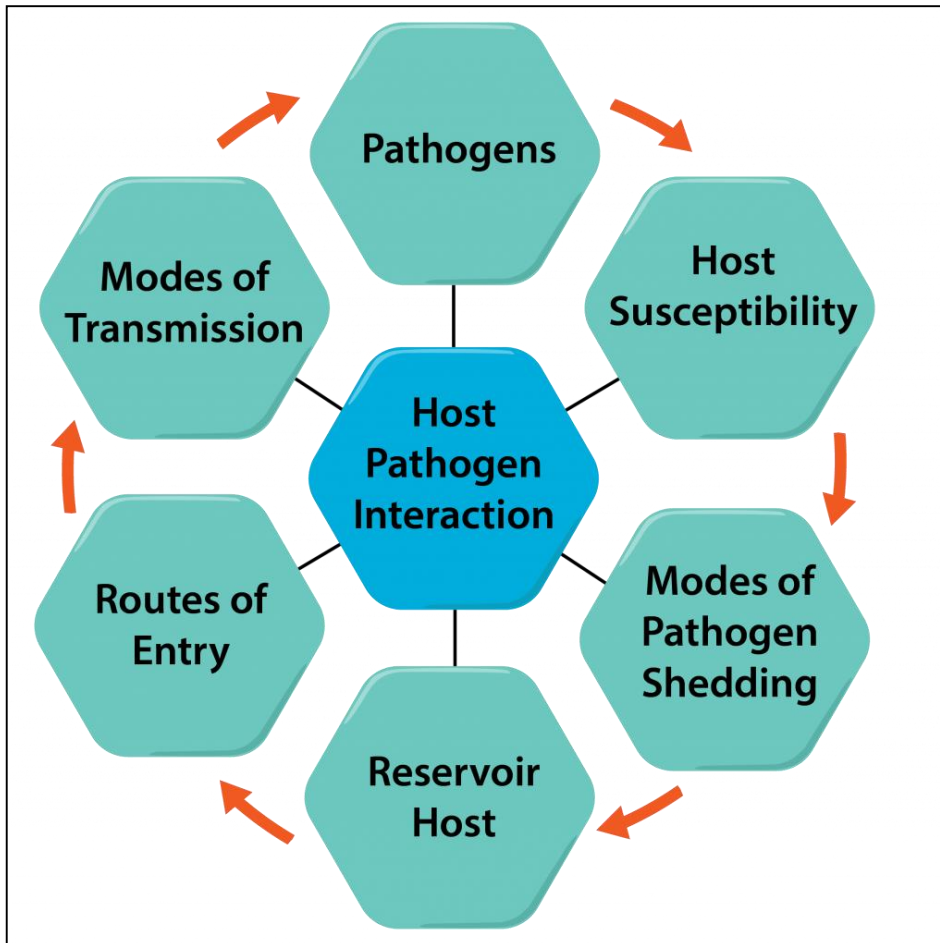 Pathogens
Host
Susceptibility
Modes of
Pathogen
Shedding
Reservoir
Host
Routes of
Entry
Modes of
Transmission
Host
Pathogen
Interaction